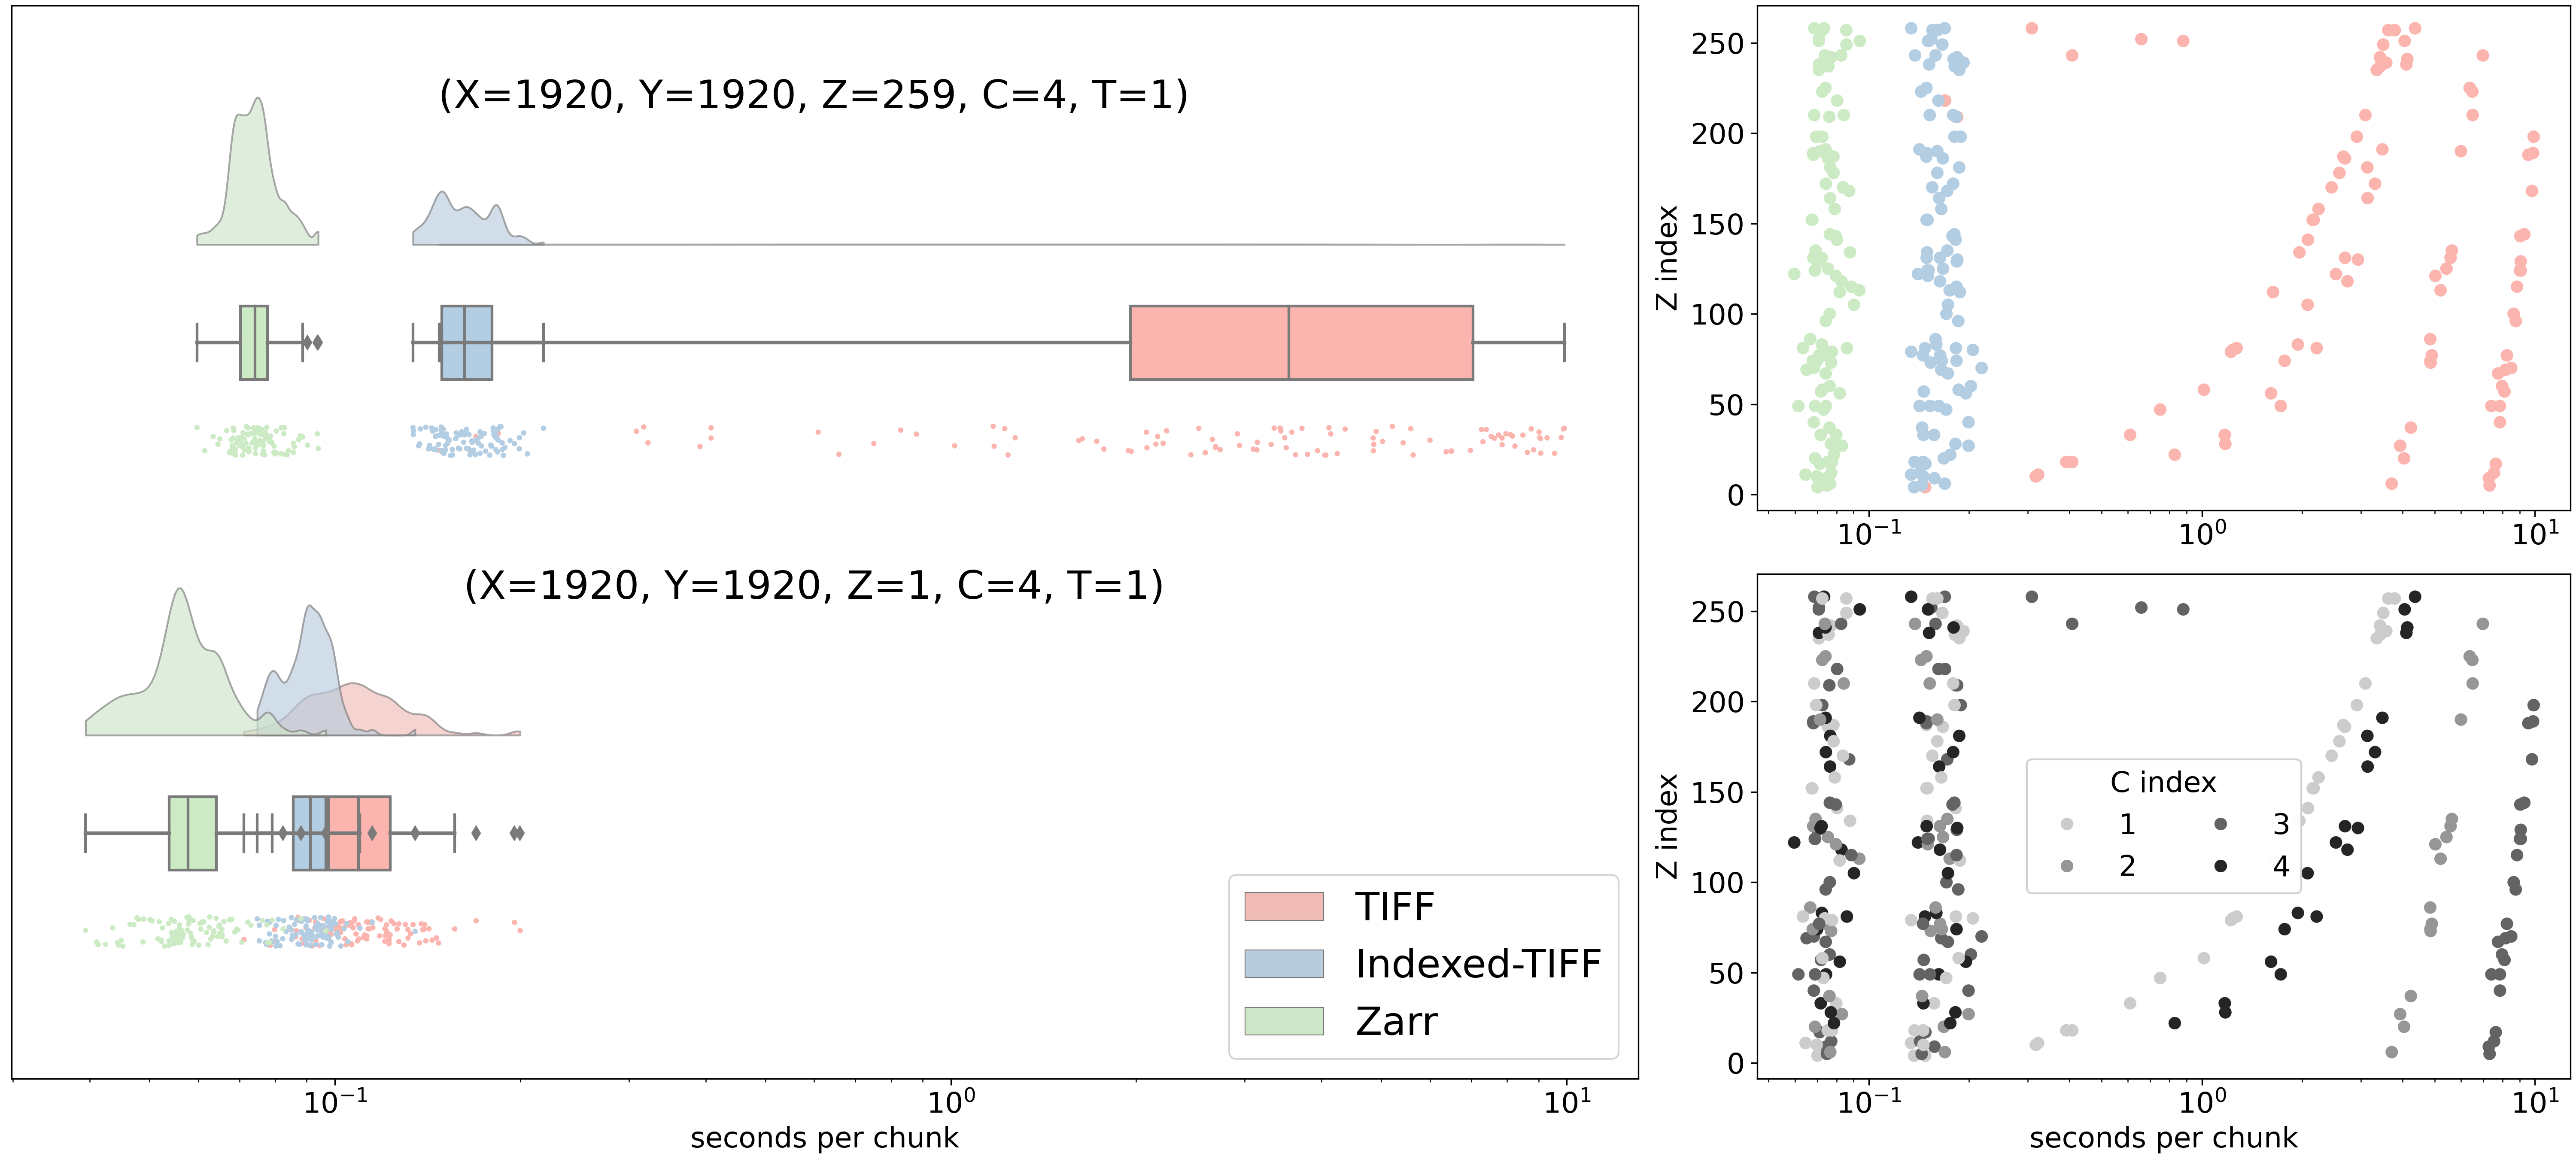 (X=1920, Y=1920, Z=259, C=4, T=1)
(X=1920, Y=1920, Z=1, C=4, T=1)
TIFF
Indexed-TIFF
Zarr
10⁻¹ 10⁰ 10¹
seconds per chunk
Z index
250
200
150
100
50
0
10⁻¹ 10⁰ 10¹
Z index
250
200
150
100
50
0
C index
1 3
2 4
10⁻¹ 10⁰ 10¹
seconds per chunk